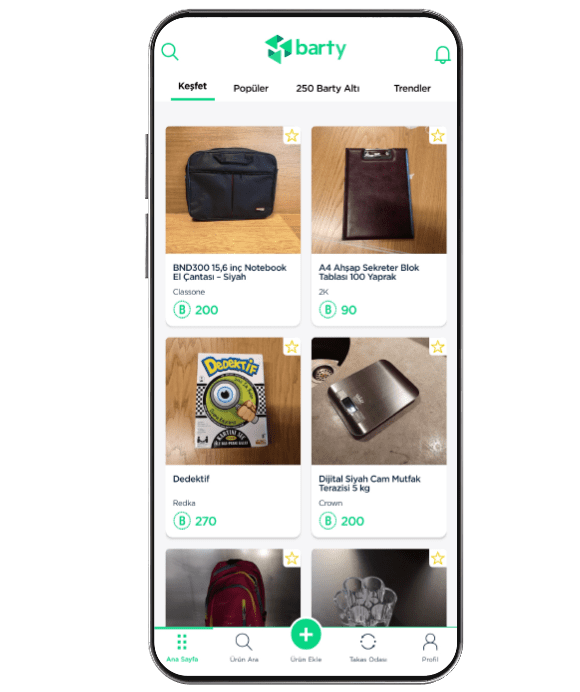 barty
Keşfet
Popüler
250 Barty Altı
Trendler
BND300 15,6 inç Notebook
El Çantası – Siyah
Classone
B 200
A4 Ahşap Sekreter Blok
Tablası 100 Yaprak
2K
B 90
DEDEKTİF
Dedektif
Redka
B 270
Dijital Siyah Cam Mutfak
Terazisi 5 kg
Crown
B 200
Ana Sayfa
Ürün Ara
Ürün Ekle
Takas Odası
Profil